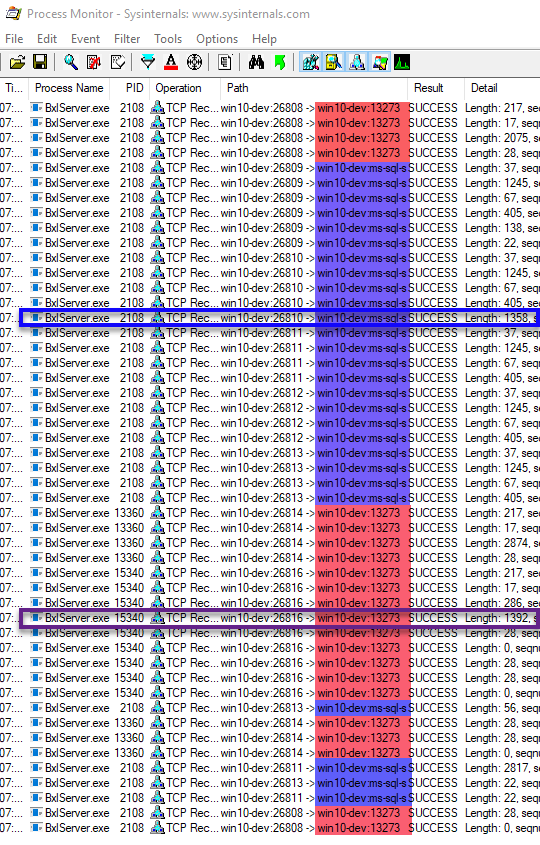 Process Monitor - Sysinternals: www.sysinternals.com
File Edit Event Filter Tools Options Help
Ti... Process Name PID Operation Path Result Detail
07:... BxlServer.exe 2108 TCP Rec... win10-dev:26808 -> win10-dev:13273 SUCCESS Length: 217, seq
07:... BxlServer.exe 2108 TCP Rec... win10-dev:26808 -> win10-dev:13273 SUCCESS Length: 17, sequ
07:... BxlServer.exe 2108 TCP Rec... win10-dev:26808 -> win10-dev:13273 SUCCESS Length: 2075, se
07:... BxlServer.exe 2108 TCP Rec... win10-dev:26808 -> win10-dev:13273 SUCCESS Length: 28, sequ
07:... BxlServer.exe 2108 TCP Rec... win10-dev:26809 -> win10-dev:ms-sql-s SUCCESS Length: 37, sequ
07:... BxlServer.exe 2108 TCP Rec... win10-dev:26809 -> win10-dev:ms-sql-s SUCCESS Length: 1245, se
07:... BxlServer.exe 2108 TCP Rec... win10-dev:26809 -> win10-dev:ms-sql-s SUCCESS Length: 67, sequ
07:... BxlServer.exe 2108 TCP Rec... win10-dev:26809 -> win10-dev:ms-sql-s SUCCESS Length: 405, seq
07:... BxlServer.exe 2108 TCP Rec... win10-dev:26809 -> win10-dev:ms-sql-s SUCCESS Length: 138, seq
07:... BxlServer.exe 2108 TCP Rec... win10-dev:26809 -> win10-dev:ms-sql-s SUCCESS Length: 22, sequ
07:... BxlServer.exe 2108 TCP Rec... win10-dev:26810 -> win10-dev:ms-sql-s SUCCESS Length: 37, sequ
07:... BxlServer.exe 2108 TCP Rec... win10-dev:26810 -> win10-dev:ms-sql-s SUCCESS Length: 1245, se
07:... BxlServer.exe 2108 TCP Rec... win10-dev:26810 -> win10-dev:ms-sql-s SUCCESS Length: 67, sequ
07:... BxlServer.exe 2108 TCP Rec... win10-dev:26810 -> win10-dev:ms-sql-s SUCCESS Length: 405, seq
07:... BxlServer.exe 2108 TCP Rec... win10-dev:26810 -> win10-dev:ms-sql-s SUCCESS Length: 1358, s
07:... BxlServer.exe 2108 TCP Rec... win10-dev:26811 -> win10-dev:ms-sql-s SUCCESS Length: 37, sequ
07:... BxlServer.exe 2108 TCP Rec... win10-dev:26811 -> win10-dev:ms-sql-s SUCCESS Length: 1245, se
07:... BxlServer.exe 2108 TCP Rec... win10-dev:26811 -> win10-dev:ms-sql-s SUCCESS Length: 67, sequ
07:... BxlServer.exe 2108 TCP Rec... win10-dev:26811 -> win10-dev:ms-sql-s SUCCESS Length: 405, seq
07:... BxlServer.exe 2108 TCP Rec... win10-dev:26812 -> win10-dev:ms-sql-s SUCCESS Length: 37, sequ
07:... BxlServer.exe 2108 TCP Rec... win10-dev:26812 -> win10-dev:ms-sql-s SUCCESS Length: 1245, se
07:... BxlServer.exe 2108 TCP Rec... win10-dev:26812 -> win10-dev:ms-sql-s SUCCESS Length: 67, sequ
07:... BxlServer.exe 2108 TCP Rec... win10-dev:26812 -> win10-dev:ms-sql-s SUCCESS Length: 405, seq
07:... BxlServer.exe 2108 TCP Rec... win10-dev:26813 -> win10-dev:ms-sql-s SUCCESS Length: 37, sequ
07:... BxlServer.exe 2108 TCP Rec... win10-dev:26813 -> win10-dev:ms-sql-s SUCCESS Length: 1245, se
07:... BxlServer.exe 2108 TCP Rec... win10-dev:26813 -> win10-dev:ms-sql-s SUCCESS Length: 67, sequ
07:... BxlServer.exe 2108 TCP Rec... win10-dev:26813 -> win10-dev:ms-sql-s SUCCESS Length: 405, seq
07:... BxlServer.exe 13360 TCP Rec... win10-dev:26814 -> win10-dev:13273 SUCCESS Length: 217, seq
07:... BxlServer.exe 13360 TCP Rec... win10-dev:26814 -> win10-dev:13273 SUCCESS Length: 17, sequ
07:... BxlServer.exe 13360 TCP Rec... win10-dev:26814 -> win10-dev:13273 SUCCESS Length: 2874, se
07:... BxlServer.exe 13360 TCP Rec... win10-dev:26814 -> win10-dev:13273 SUCCESS Length: 28, sequ
07:... BxlServer.exe 15340 TCP Rec... win10-dev:26816 -> win10-dev:13273 SUCCESS Length: 217, seq
07:... BxlServer.exe 15340 TCP Rec... win10-dev:26816 -> win10-dev:13273 SUCCESS Length: 17, sequ
07:... BxlServer.exe 15340 TCP Rec... win10-dev:26816 -> win10-dev:13273 SUCCESS Length: 286, seq
07:... BxlServer.exe 15340 TCP Rec... win10-dev:26816 -> win10-dev:13273 SUCCESS Length: 1392, s
07:... BxlServer.exe 15340 TCP Rec... win10-dev:26816 -> win10-dev:13273 SUCCESS Length: 28, sequ
07:... BxlServer.exe 15340 TCP Rec... win10-dev:26816 -> win10-dev:13273 SUCCESS Length: 0, seqnu
07:... BxlServer.exe 15340 TCP Rec... win10-dev:26816 -> win10-dev:13273 SUCCESS Length: 28, sequ
07:... BxlServer.exe 15340 TCP Rec... win10-dev:26816 -> win10-dev:13273 SUCCESS Length: 28, sequ
07:... BxlServer.exe 15340 TCP Rec... win10-dev:26816 -> win10-dev:13273 SUCCESS Length: 0, seqnu
07:... BxlServer.exe 2108 TCP Rec... win10-dev:26813 -> win10-dev:ms-sql-s SUCCESS Length: 56, sequ
07:... BxlServer.exe 13360 TCP Rec... win10-dev:26814 -> win10-dev:13273 SUCCESS Length: 28, sequ
07:... BxlServer.exe 13360 TCP Rec... win10-dev:26814 -> win10-dev:13273 SUCCESS Length: 28, sequ
07:... BxlServer.exe 13360 TCP Rec... win10-dev:26814 -> win10-dev:13273 SUCCESS Length: 0, seqnu
07:... BxlServer.exe 2108 TCP Rec... win10-dev:26811 -> win10-dev:ms-sql-s SUCCESS Length: 2817, se
07:... BxlServer.exe 2108 TCP Rec... win10-dev:26813 -> win10-dev:ms-sql-s SUCCESS Length: 22, sequ
07:... BxlServer.exe 2108 TCP Rec... win10-dev:26811 -> win10-dev:ms-sql-s SUCCESS Length: 22, sequ
07:... BxlServer.exe 2108 TCP Rec... win10-dev:26808 -> win10-dev:13273 SUCCESS Length: 28, sequ
07:... BxlServer.exe 2108 TCP Rec... win10-dev:26808 -> win10-dev:13273 SUCCESS Length: 28, sequ